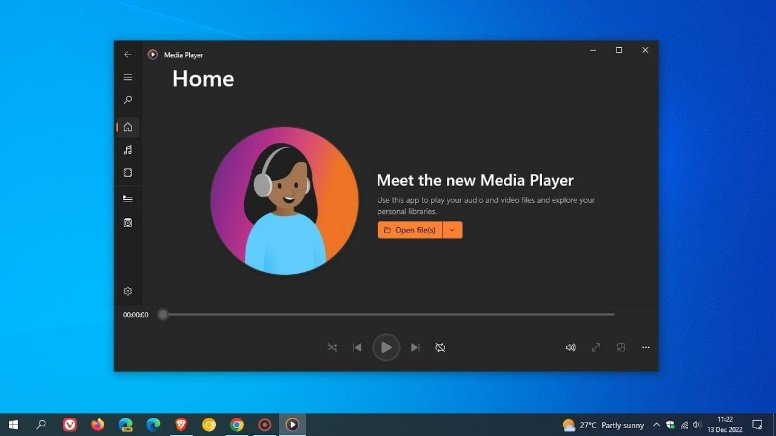 Media Player
Home
Meet the new Media Player
Use this app to play your audio and video files and explore your
personal libraries.
Open file(s)
00:00:00
27°C Partly sunny
11:22
13 Dec 2022